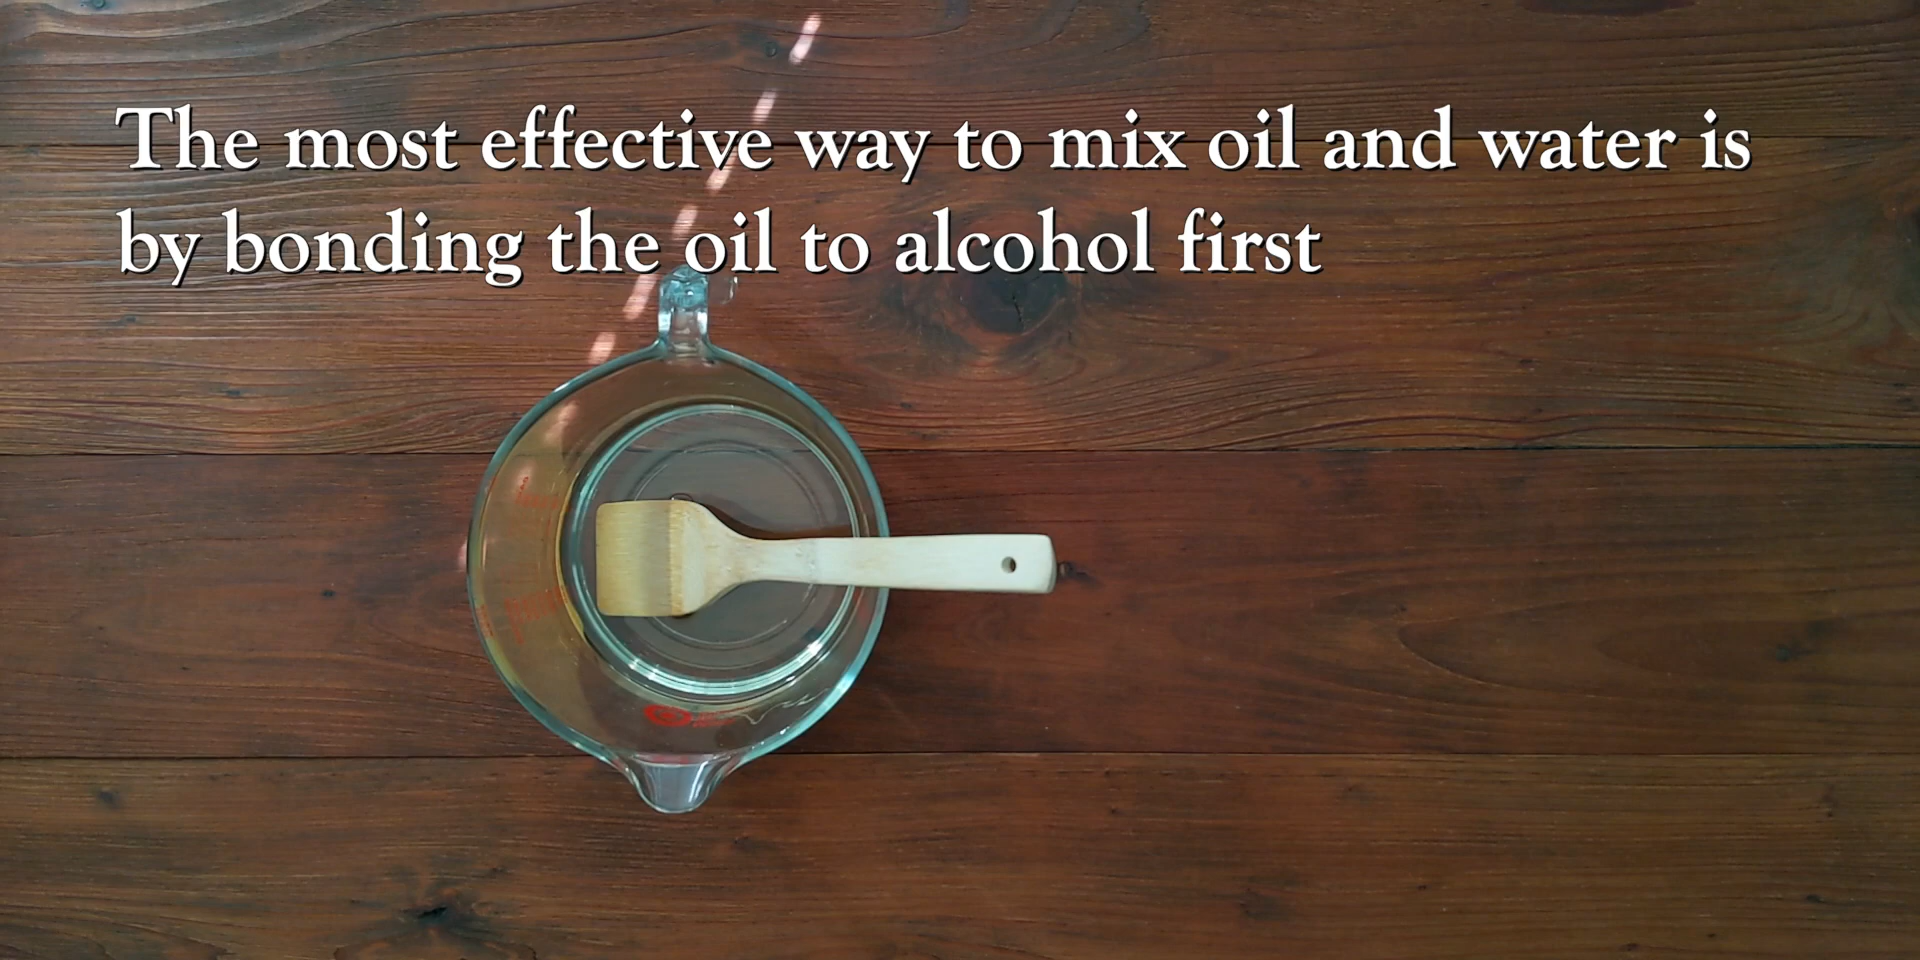 The most effective way to mix oil and water is
by bonding the oil to alcohol first